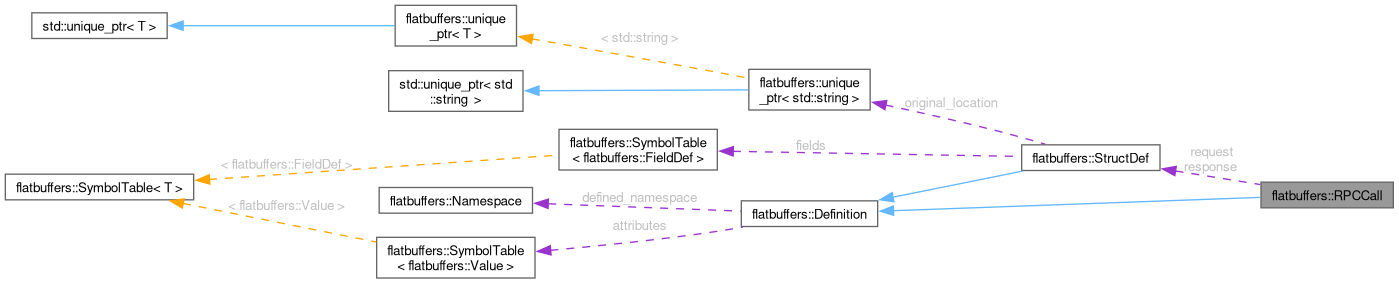 std::unique_ptr< T >
flatbuffers::unique
_ptr< T >
< std::string >
std::unique_ptr< std
::string >
flatbuffers::unique
_ptr< std::string >
original_location
flatbuffers::SymbolTable
< flatbuffers::FieldDef >
< flatbuffers::FieldDef >
fields
flatbuffers::StructDef
request
response
flatbuffers::SymbolTable< T >
flatbuffers::RPCCall
flatbuffers::Namespace
defined_namespace
< flatbuffers::Value >
flatbuffers::Definition
attributes
flatbuffers::SymbolTable
< flatbuffers::Value >